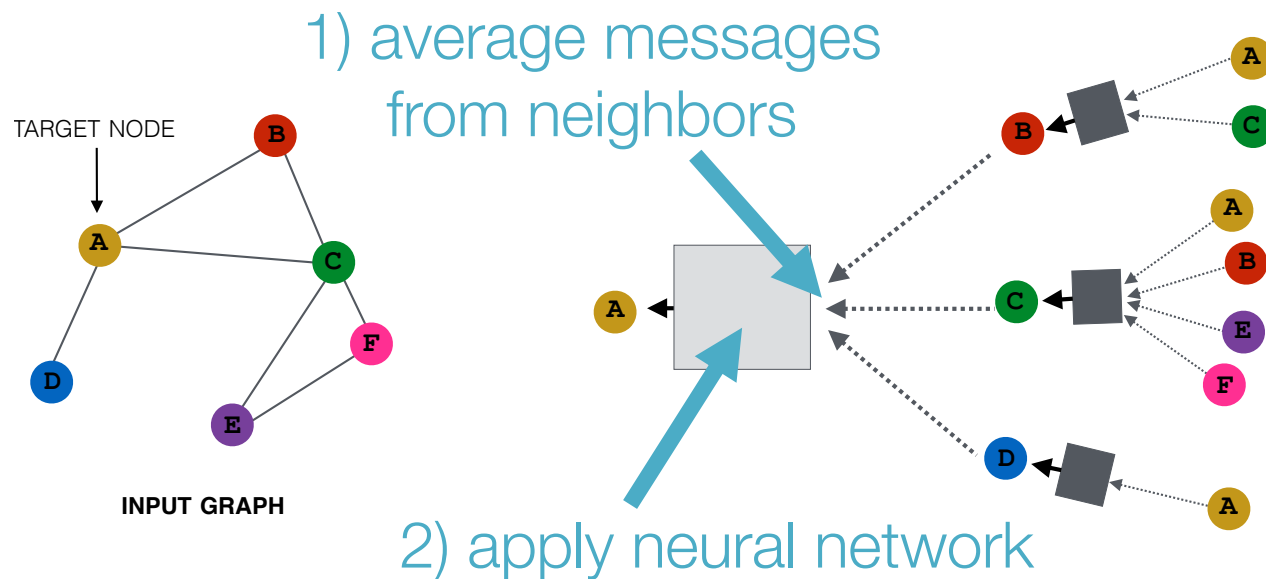 1) average messages
from neighbors
TARGET NODE
B
A
C
F
D
E
INPUT GRAPH
A
B
C
D
A
C
A
B
E
F
A
2) apply neural network